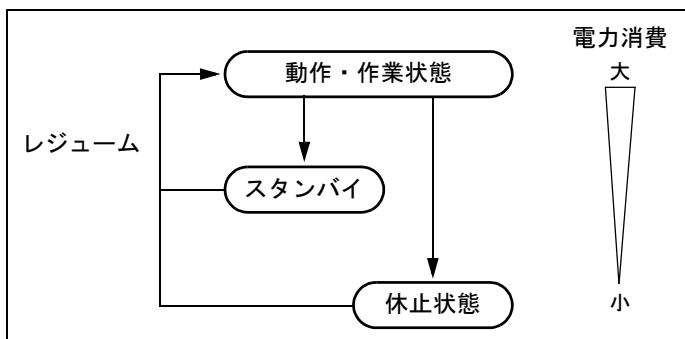 電力消費
動作・作業状態
大
レジューム
スタンバイ
休止状態
小